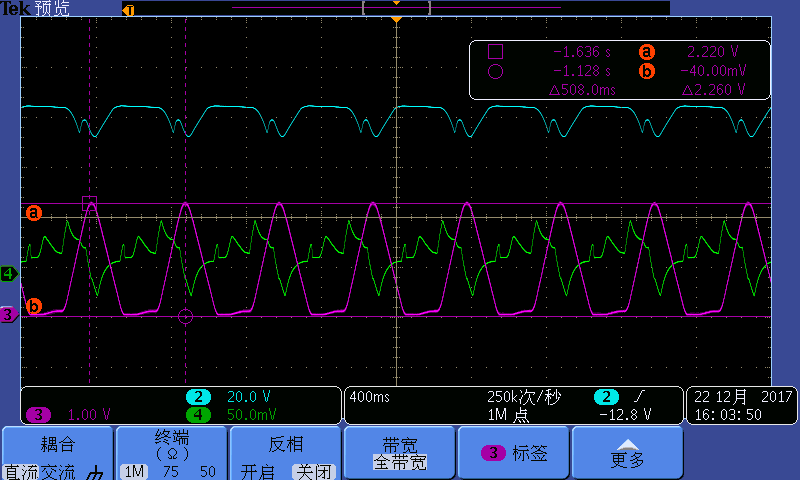 Tek 预览
T
−1.636 s a 2.220 V
−1.128 s b −40.00mV
△508.0ms △2.260 V
a
4
b
3
2 20.0 V
3 1.00 V 4 50.0mV
400ms
250k次/秒
1M 点
2 −12.8 V
22 12月 2017
16:03:50
耦合
直流 交流
终端
(Ω)
1M 75 50
反相
开启 关闭
带宽
全带宽
3 标签
更多